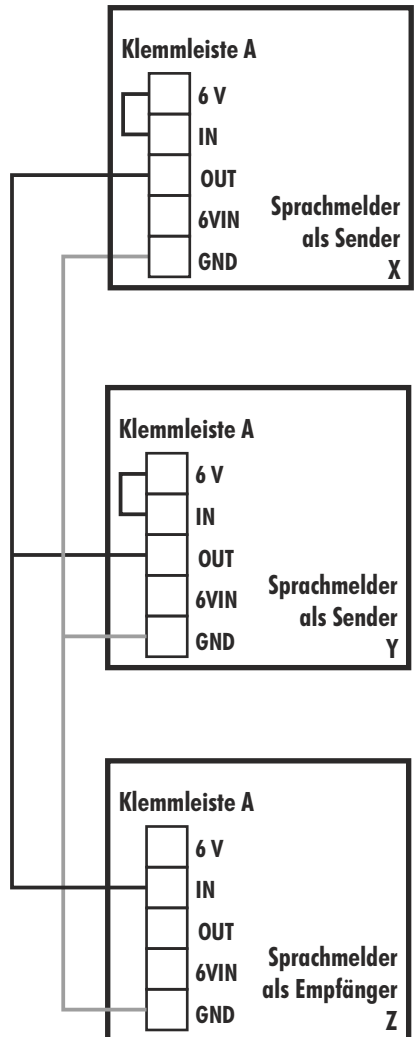 Klemmleiste A
6 V
IN
OUT
6VIN
GND
Sprachmelder
als Sender
X
Klemmleiste A
6 V
IN
OUT
6VIN
GND
Sprachmelder
als Sender
Y
Klemmleiste A
6 V
IN
OUT
6VIN
GND
Sprachmelder
als Empfänger
Z